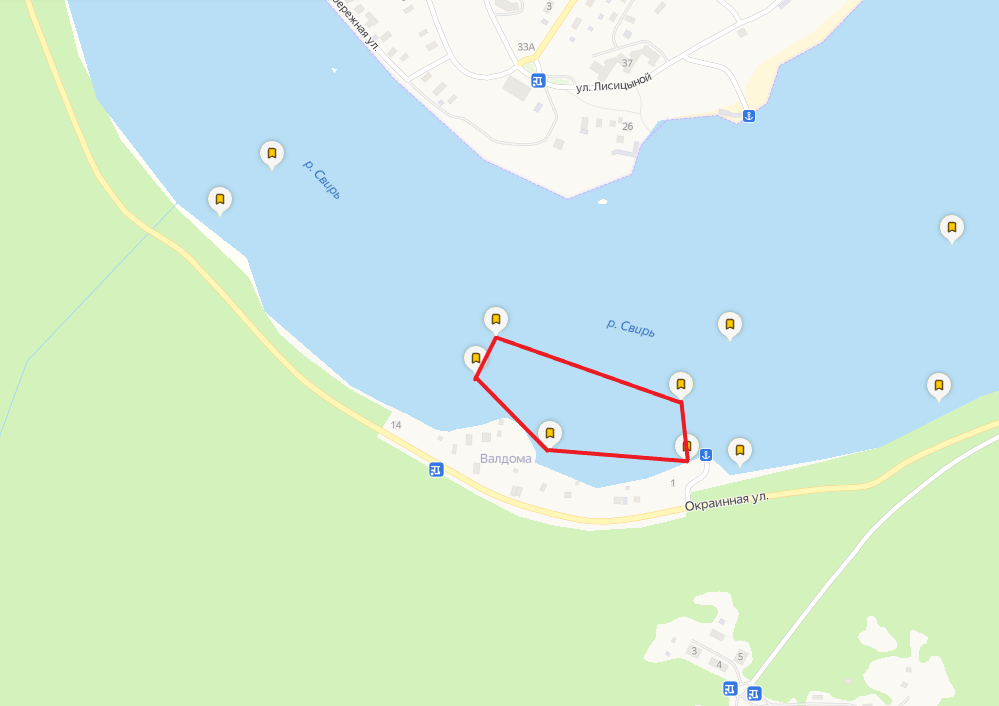 бережная ул.
3
33А
37
ул. Лисицыной
26
р. Свирь
р. Свирь
14
Валдома
1
Окраинная ул.
3
5
4